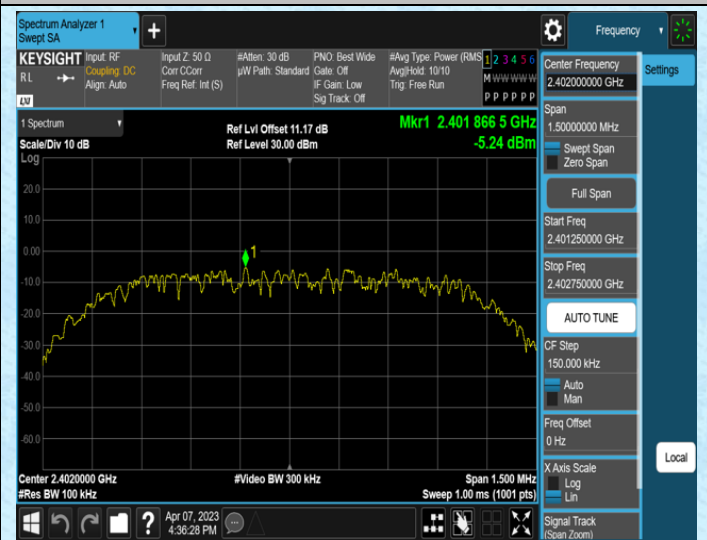 Spectrum Analyzer 1
Swept SA
+
Frequency
KEYSIGHT
RL
LXI
Input: RF
Coupling: DC
Align: Auto
Input Z: 50 Ω
Corr CCorr
Freq Ref: Int (S)
#Atten: 30 dB
µW Path: Standard
PNO: Best Wide
Gate: Off
IF Gain: Low
Sig Track: Off
#Avg Type: Power (RMS
Avg|Hold: 10/10
Trig: Free Run
1 2 3 4 5 6
M W W W W W
P P P P P P
1 Spectrum
Scale/Div 10 dB
Log
Ref Lvl Offset 11.17 dB
Ref Level 30.00 dBm
Mkr1 2.401 866 5 GHz
-5.24 dBm
20.0
10.0
0.00
-10.0
-20.0
-30.0
-40.0
-50.0
-60.0
1
Center 2.4020000 GHz
#Res BW 100 kHz
#Video BW 300 kHz
Span 1.500 MHz
Sweep 1.00 ms (1001 pts)
?
Apr 07, 2023
4:36:28 PM
Center Frequency
2.402000000 GHz
Span
1.50000000 MHz
Swept Span
Zero Span
Full Span
Start Freq
2.401250000 GHz
Stop Freq
2.402750000 GHz
AUTO TUNE
CF Step
150.000 kHz
Auto
Man
Freq Offset
0 Hz
X Axis Scale
Log
Lin
Signal Track
(Span Zoom)
Settings
Local